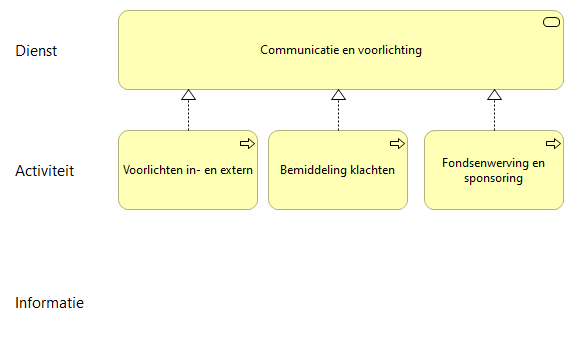 Dienst
Communicatie en voorlichting
Activiteit
Voorlichten in- en extern
Bemiddeling klachten
Fondsenwerving en
sponsoring
Informatie